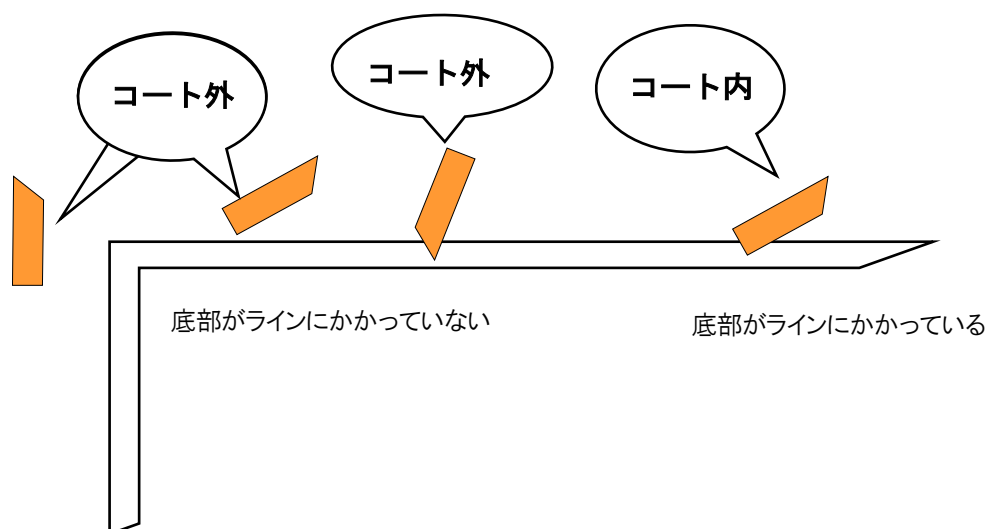 コート外
コート外
コート内
底部がラインにかかっていない
底部がラインにかかっている